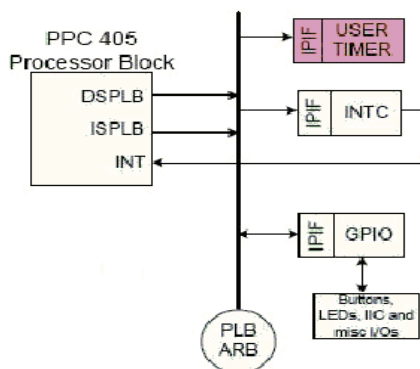 PPC 405
Processor Block
DSPLB
ISPLB
INT
IPIF
USER
TIMER
IPIF
INTC
IPIF
GPIO
Buttons,
LEDs, IIC and
misc I/Os
PLB
ARB